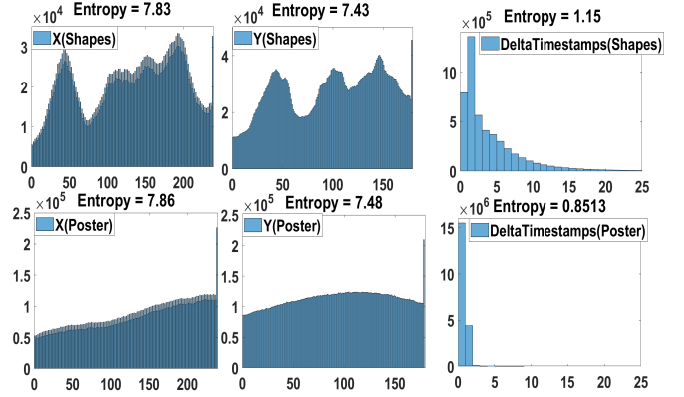 Entropy = 7.83
×10⁴
X(Shapes)
3
2
1
0
0 50 100 150 200
Entropy = 7.43
×10⁴
Y(Shapes)
4
2
0
0 50 100 150
Entropy = 1.15
×10⁵
DeltaTimestamps(Shapes)
10
5
0
0 5 10 15 20 25
Entropy = 7.86
×10⁵
X(Poster)
2.5
2
1.5
1
0.5
0
0 50 100 150 200
Entropy = 7.48
×10⁵
Y(Poster)
2.5
2
1.5
1
0.5
0
0 50 100 150
Entropy = 0.8513
×10⁶
DeltaTimestamps(Poster)
15
10
5
0
0 5 10 15 20 25